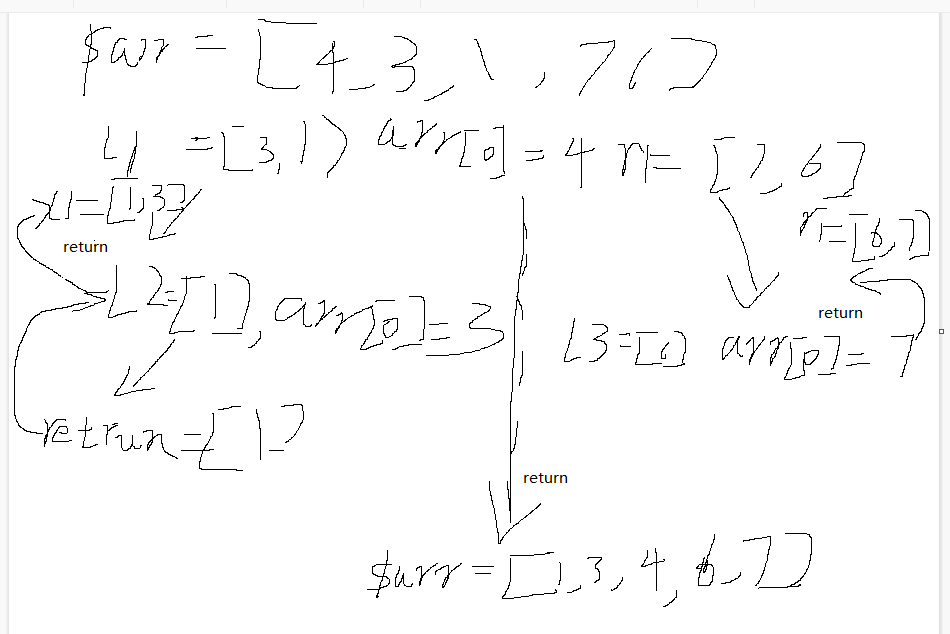 $arr = [4,3,1,7,6]
L1 =[3,1] arr[0] = 4 r1= [7,6]
L1=[1,3]
r1=[6,7]
return
L2=[1], arr[0]=3
return
L3=[6] arr[0]= 7
retrun=[1]
return
$arr=[1,3,4,6,7]